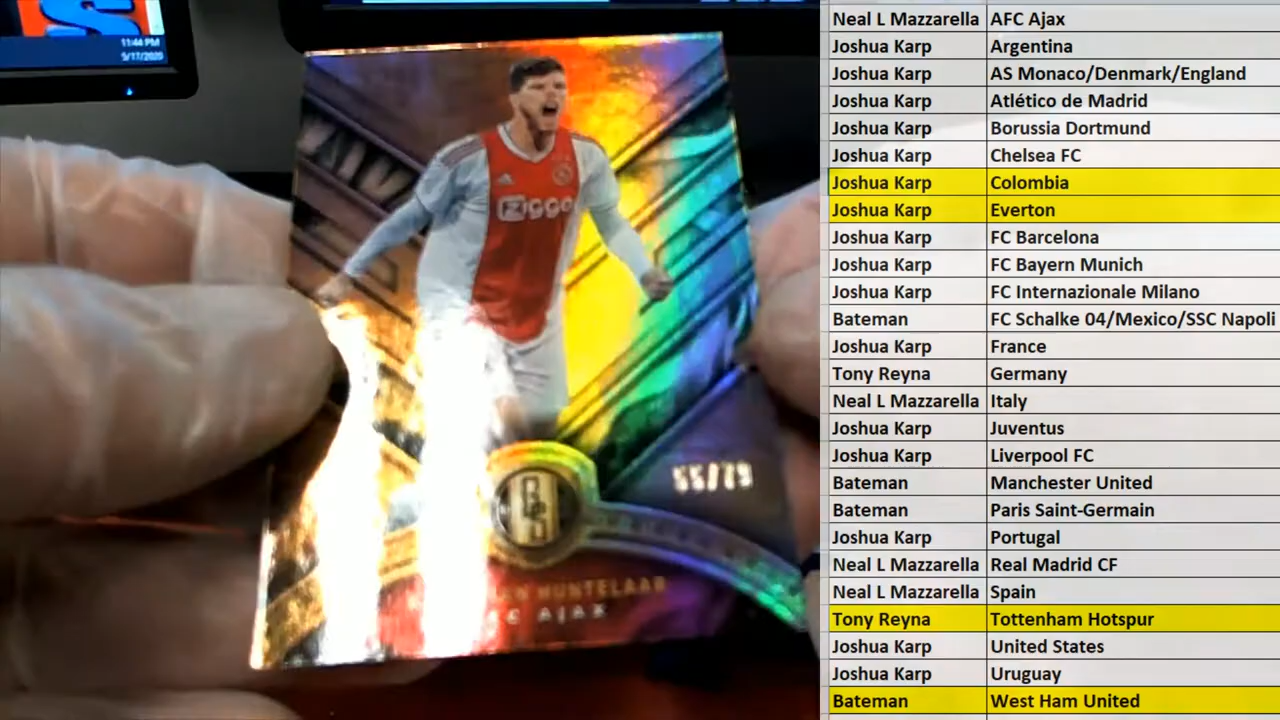 11:44 PM
5/17/2020
Ziggo
55/79
HUNTELAAR
AJAX
Neal L Mazzarella AFC Ajax
Joshua Karp Argentina
Joshua Karp AS Monaco/Denmark/England
Joshua Karp Atlético de Madrid
Joshua Karp Borussia Dortmund
Joshua Karp Chelsea FC
Joshua Karp Colombia
Joshua Karp Everton
Joshua Karp FC Barcelona
Joshua Karp FC Bayern Munich
Joshua Karp FC Internazionale Milano
Bateman FC Schalke 04/Mexico/SSC Napoli
Joshua Karp France
Tony Reyna Germany
Neal L Mazzarella Italy
Joshua Karp Juventus
Joshua Karp Liverpool FC
Bateman Manchester United
Bateman Paris Saint-Germain
Joshua Karp Portugal
Neal L Mazzarella Real Madrid CF
Neal L Mazzarella Spain
Tony Reyna Tottenham Hotspur
Joshua Karp United States
Joshua Karp Uruguay
Bateman West Ham United